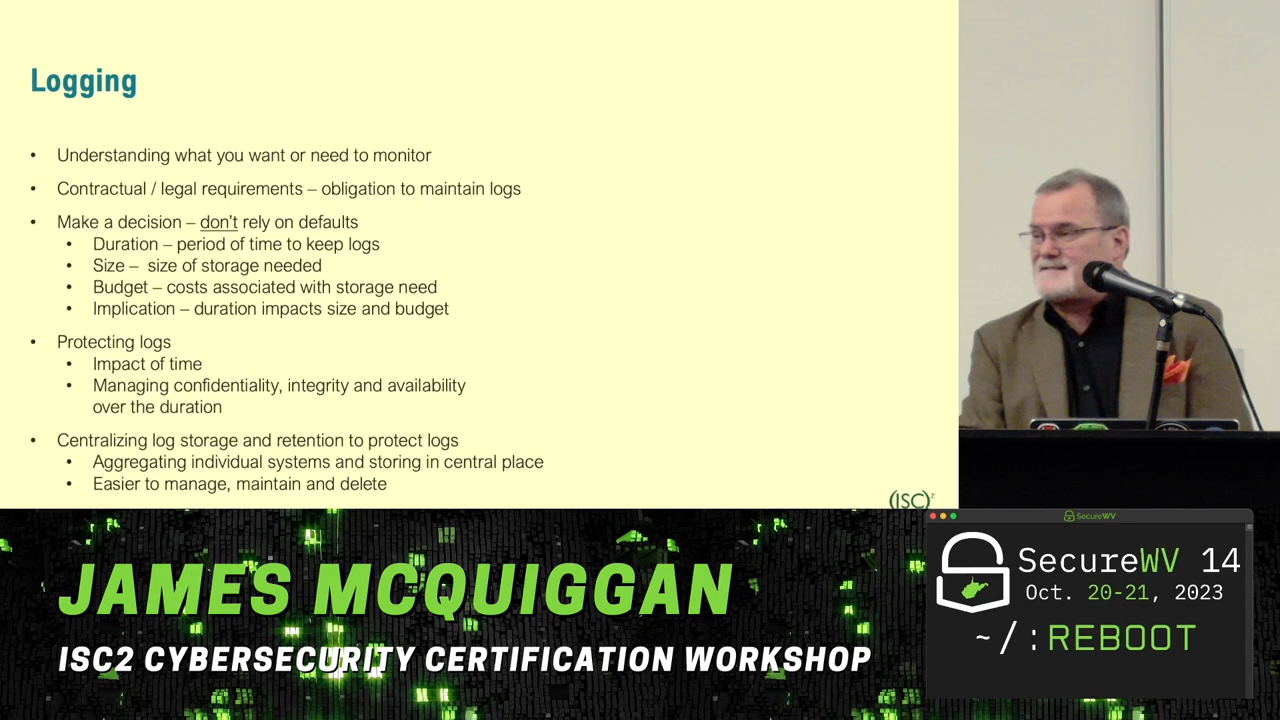 Logging
• Understanding what you want or need to monitor
• Contractual / legal requirements – obligation to maintain logs
• Make a decision – don't rely on defaults
• Duration – period of time to keep logs
• Size –  size of storage needed
• Budget – costs associated with storage need
• Implication – duration impacts size and budget
• Protecting logs
• Impact of time
• Managing confidentiality, integrity and availability
over the duration
• Centralizing log storage and retention to protect logs
• Aggregating individual systems and storing in central place
• Easier to manage, maintain and delete
(ISC)²
JAMES MCQUIGGAN
ISC2 CYBERSECURITY CERTIFICATION WORKSHOP
SecureWV
SecureWV 14
Oct. 20-21, 2023
~/:REBOOT